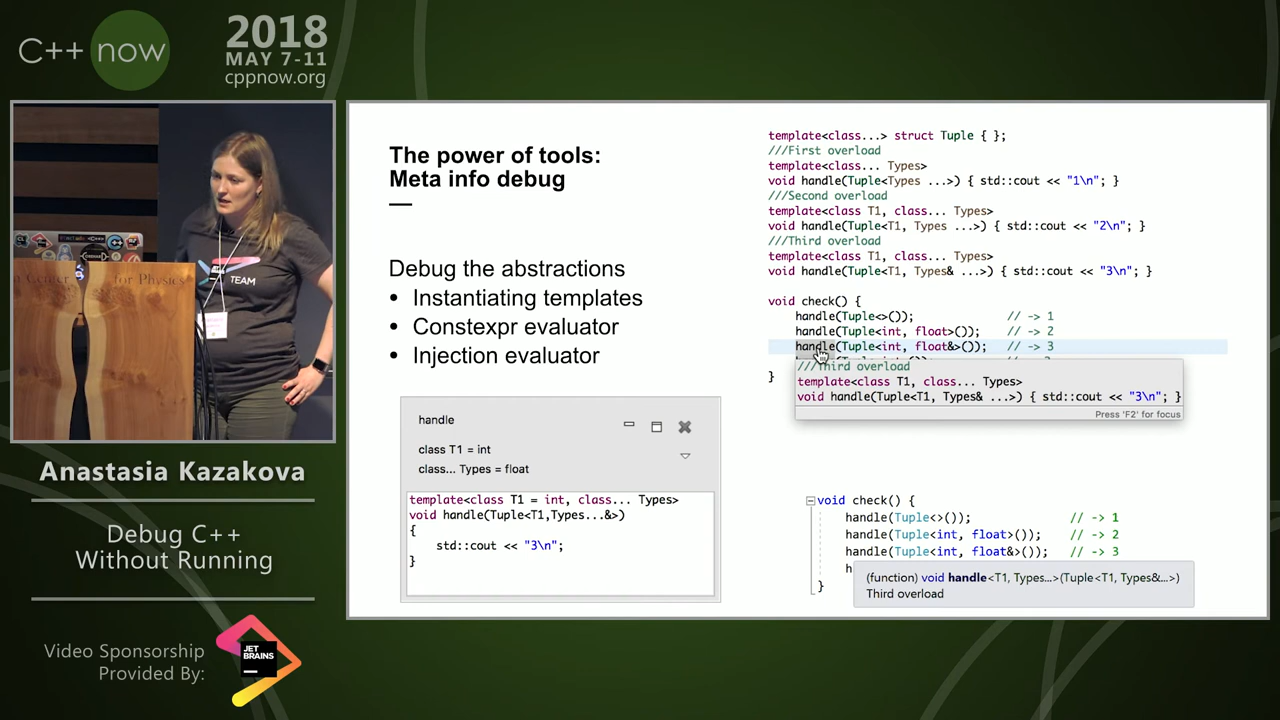 C++ now
2018
MAY 7-11
cppnow.org
TEAM
n Center for Physics
Anastasia Kazakova
Debug C++
Without Running
Video Sponsorship
Provided By:
JET
BRAINS
The power of tools:
Meta info debug
Debug the abstractions
• Instantiating templates
• Constexpr evaluator
• Injection evaluator
handle
class T1 = int
class... Types = float
template<class T1 = int, class... Types>
void handle(Tuple<T1,Types...&>)
{
std::cout << "3\n";
}
template<class...> struct Tuple { };
///First overload
template<class... Types>
void handle(Tuple<Types ...>) { std::cout << "1\n"; }
///Second overload
template<class T1, class... Types>
void handle(Tuple<T1, Types ...>) { std::cout << "2\n"; }
///Third overload
template<class T1, class... Types>
void handle(Tuple<T1, Types& ...>) { std::cout << "3\n"; }
void check() {
handle(Tuple<>()); // -> 1
handle(Tuple<int, float>()); // -> 2
handle(Tuple<int, float&>()); // -> 3
}
///Third overload
template<class T1, class... Types>
void handle(Tuple<T1, Types& ...>) { std::cout << "3\n"; }
Press 'F2' for focus
void check() {
handle(Tuple<>()); // -> 1
handle(Tuple<int, float>()); // -> 2
handle(Tuple<int, float&>()); // -> 3
h
}
(function) void handle<T1, Types...>(Tuple<T1, Types&...>)
Third overload